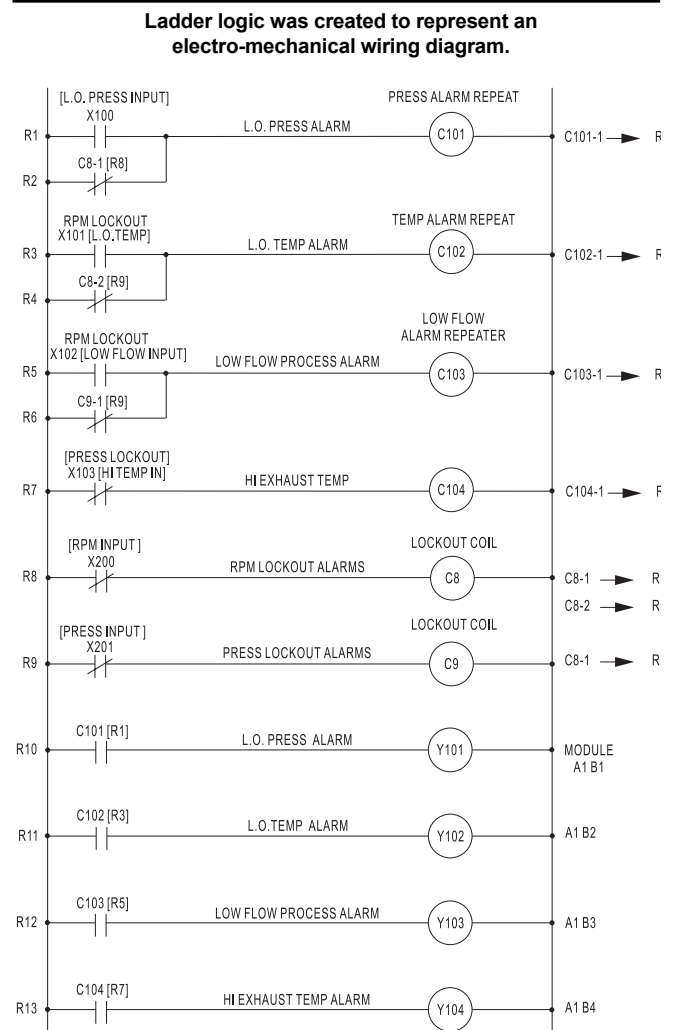 Ladder logic was created to represent an
electro-mechanical wiring diagram.
[L.O. PRESS INPUT]
X100
PRESS ALARM REPEAT
R1
L.O. PRESS ALARM
C101
C101-1
R
R2
C8-1 [R8]
RPM LOCKOUT
X101 [L.O.TEMP]
TEMP ALARM REPEAT
R3
L.O. TEMP ALARM
C102
C102-1
R
R4
C8-2 [R9]
RPM LOCKOUT
X102 [LOW FLOW INPUT]
LOW FLOW
ALARM REPEATER
R5
LOW FLOW PROCESS ALARM
C103
C103-1
R
R6
C9-1 [R9]
[PRESS LOCKOUT]
X103 [HI TEMP IN]
R7
HI EXHAUST TEMP
C104
C104-1
R
[RPM INPUT ]
X200
LOCKOUT COIL
R8
RPM LOCKOUT ALARMS
C8
C8-1
R
C8-2
R
[PRESS INPUT ]
X201
LOCKOUT COIL
R9
PRESS LOCKOUT ALARMS
C9
C8-1
R
C101 [R1]
R10
L.O. PRESS ALARM
Y101
MODULE
A1 B1
C102 [R3]
R11
L.O.TEMP ALARM
Y102
A1 B2
C103 [R5]
R12
LOW FLOW PROCESS ALARM
Y103
A1 B3
C104 [R7]
R13
HI EXHAUST TEMP ALARM
Y104
A1 B4